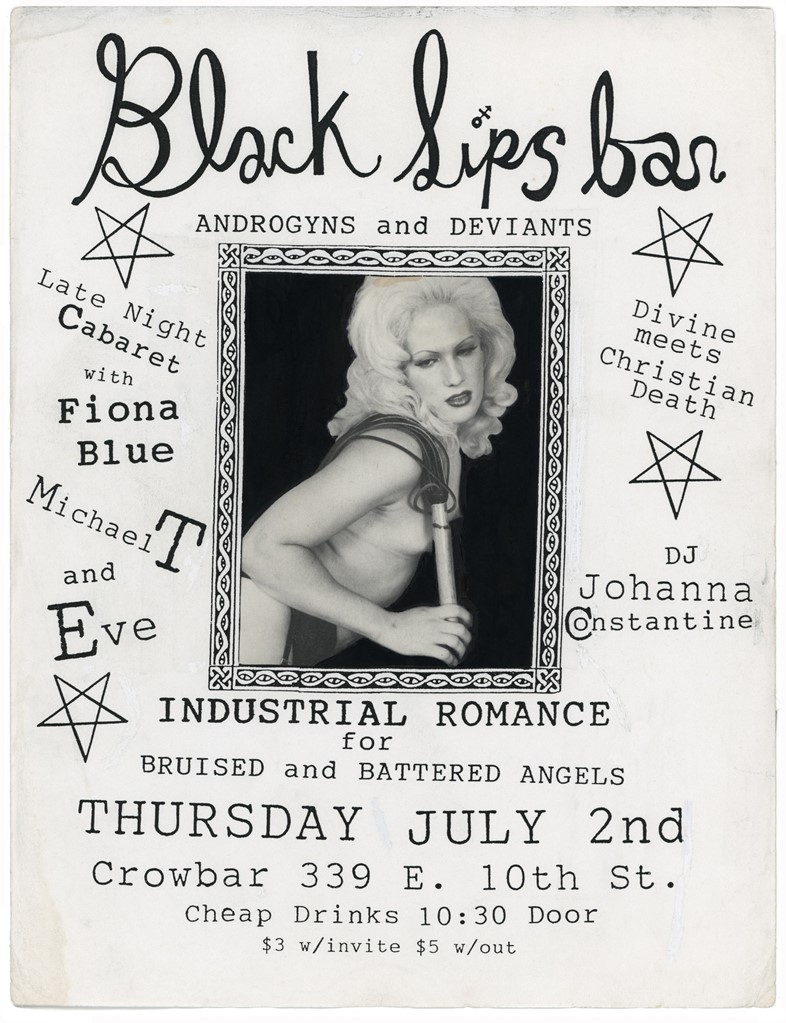 Black Lips bar
ANDROGYNS and DEVIANTS
Late Night
Cabaret
with
Fiona
Blue
Michael T
and
Eve
Divine
meets
Christian
Death
DJ
Johanna
Constantine
INDUSTRIAL ROMANCE
for
BRUISED and BATTERED ANGELS
THURSDAY JULY 2nd
Crowbar 339 E. 10th St.
Cheap Drinks 10:30 Door
$3 w/invite $5 w/out